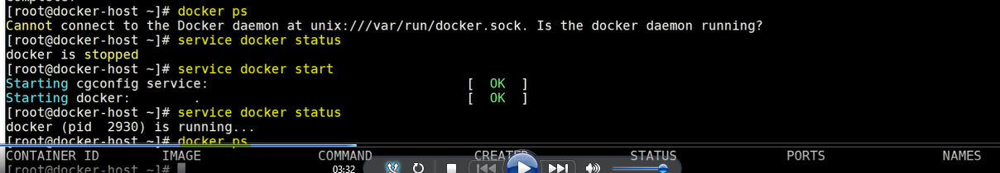 [root@docker-host ~]# docker ps
Cannot connect to the Docker daemon at unix:///var/run/docker.sock. Is the docker daemon running?
[root@docker-host ~]# service docker status
docker is stopped
[root@docker-host ~]# service docker start
Starting cgconfig service: [ OK ]
Starting docker: . [ OK ]
[root@docker-host ~]# service docker status
docker (pid 2930) is running...
[root@docker-host ~]# docker ps
CONTAINER ID IMAGE COMMAND CREATED STATUS PORTS NAMES
[root@docker-host ~]#
03:32